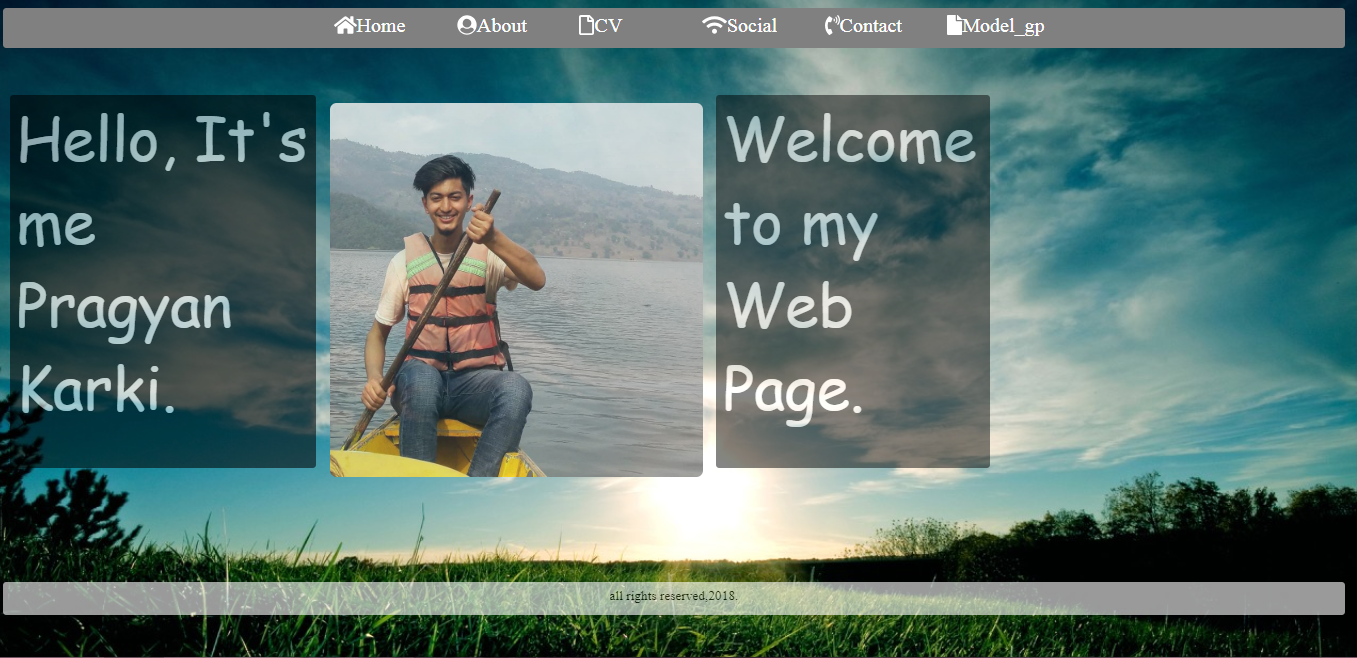 Home About CV Social Contact Model_gp
Hello, It's
me
Pragyan
Karki.
Welcome
to my
Web
Page.
all rights reserved,2018.